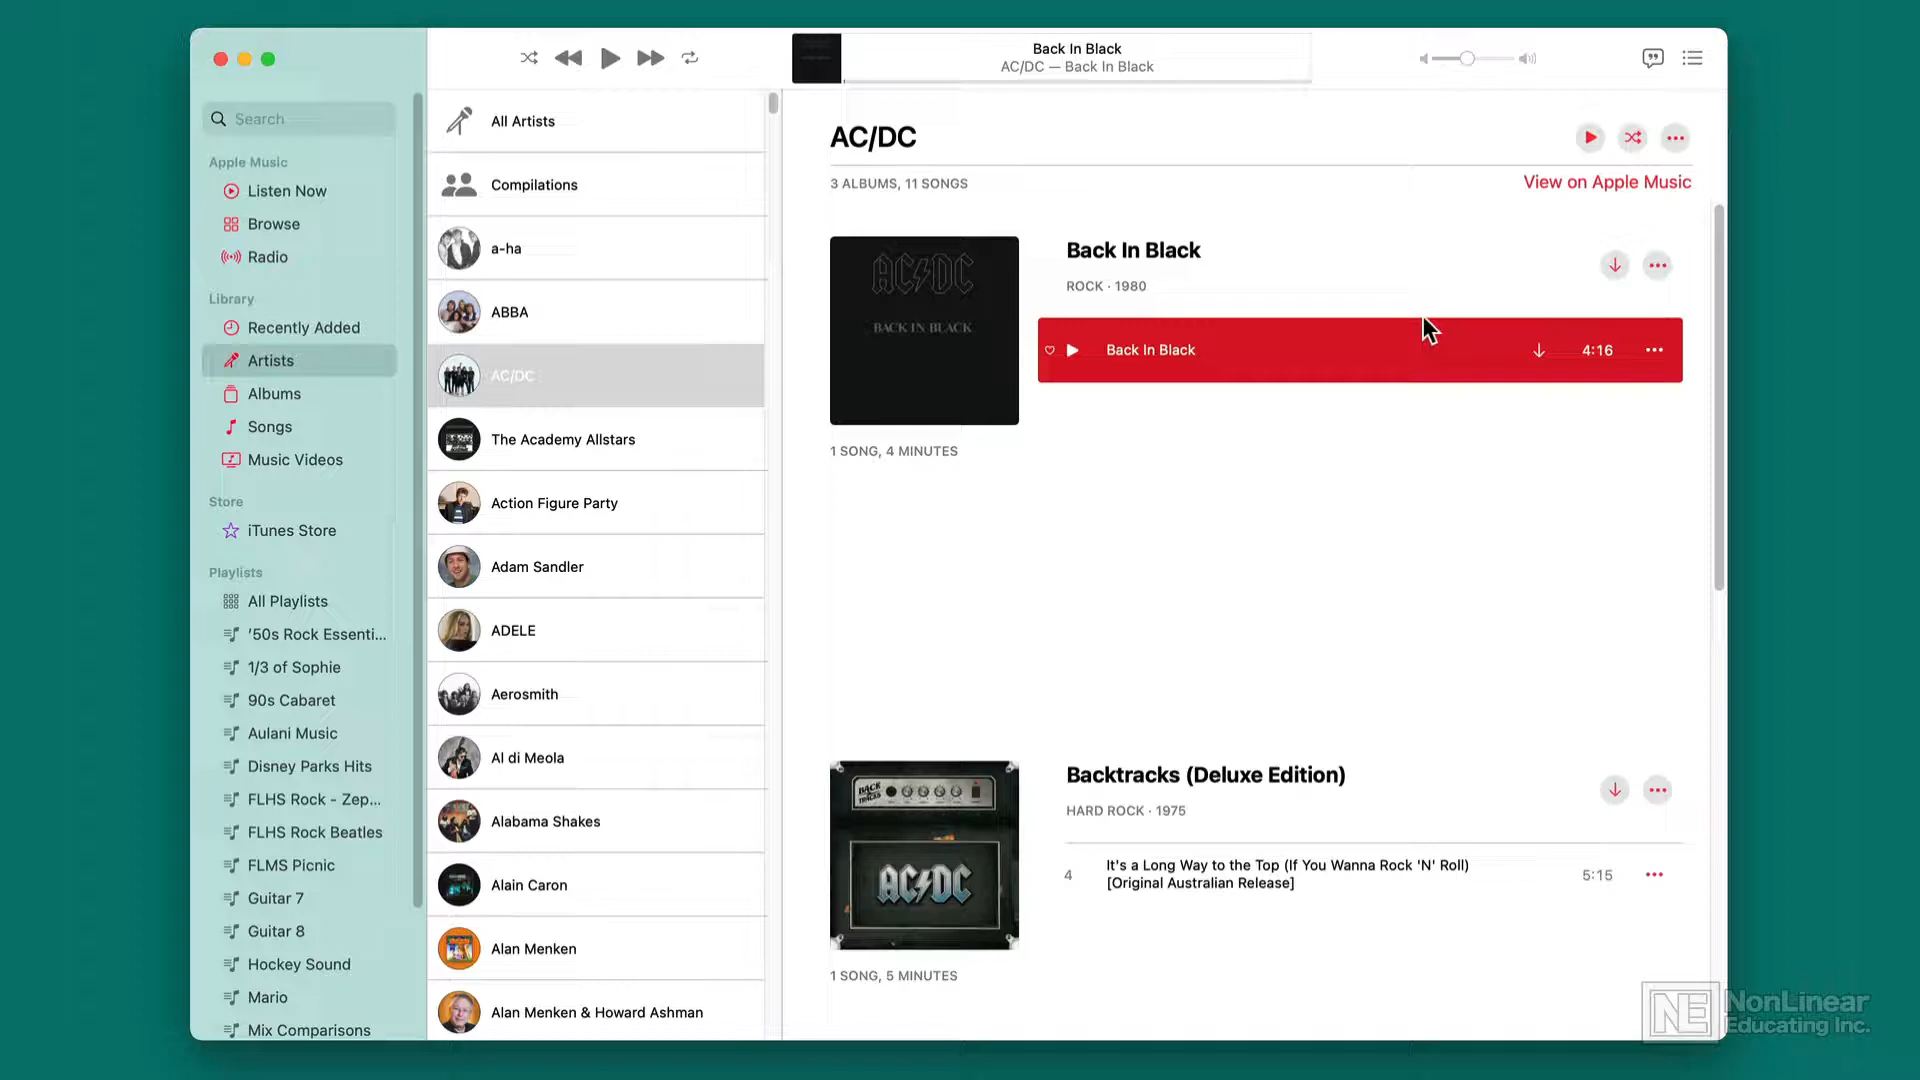 Back In Black
AC/DC — Back In Black
Search
Apple Music
Listen Now
Browse
Radio
Library
Recently Added
Artists
Albums
Songs
Music Videos
Store
iTunes Store
Playlists
All Playlists
'50s Rock Essenti...
1/3 of Sophie
90s Cabaret
Aulani Music
Disney Parks Hits
FLHS Rock - Zep...
FLHS Rock Beatles
FLMS Picnic
Guitar 7
Guitar 8
Hockey Sound
Mario
Mix Comparisons
All Artists
Compilations
a-ha
ABBA
AC/DC
The Academy Allstars
Action Figure Party
Adam Sandler
ADELE
Aerosmith
Al di Meola
Alabama Shakes
Alain Caron
Alan Menken
Alan Menken & Howard Ashman
AC/DC
3 ALBUMS, 11 SONGS
View on Apple Music
AC/DC
BACK IN BLACK
Back In Black
ROCK · 1980
Back In Black
4:16
1 SONG, 4 MINUTES
BACK
TRACKS
AC/DC
Backtracks (Deluxe Edition)
HARD ROCK · 1975
4
It's a Long Way to the Top (If You Wanna Rock 'N' Roll)
[Original Australian Release]
5:15
1 SONG, 5 MINUTES
NE
NonLinear
Educating Inc.